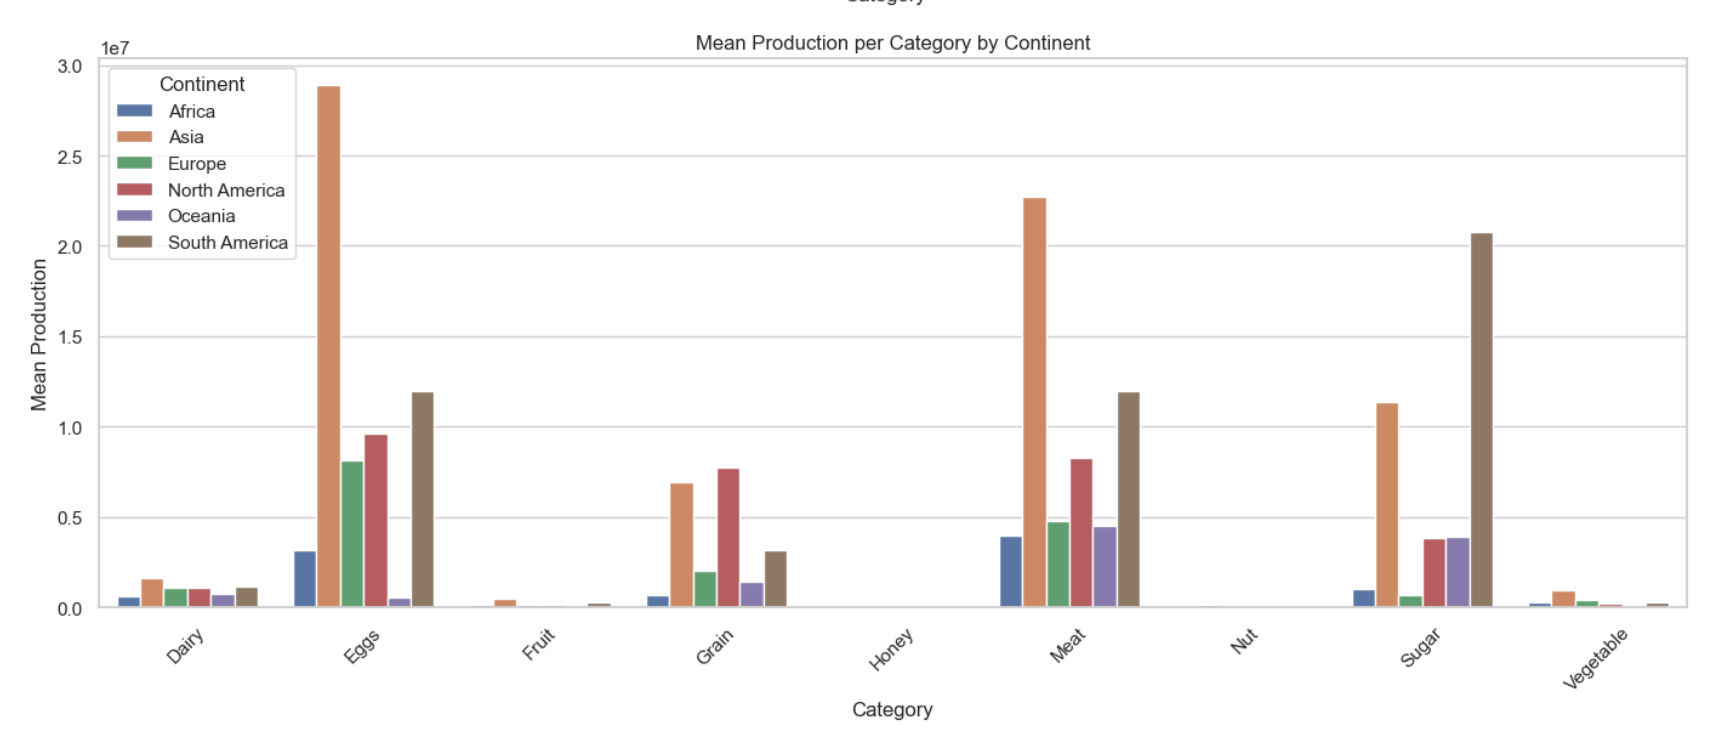 Category
Mean Production per Category by Continent
1e7
3.0
2.5
2.0
1.5
1.0
0.5
0.0
Mean Production
Continent
Africa
Asia
Europe
North America
Oceania
South America
Dairy
Eggs
Fruit
Grain
Honey
Meat
Nut
Sugar
Vegetable
Category